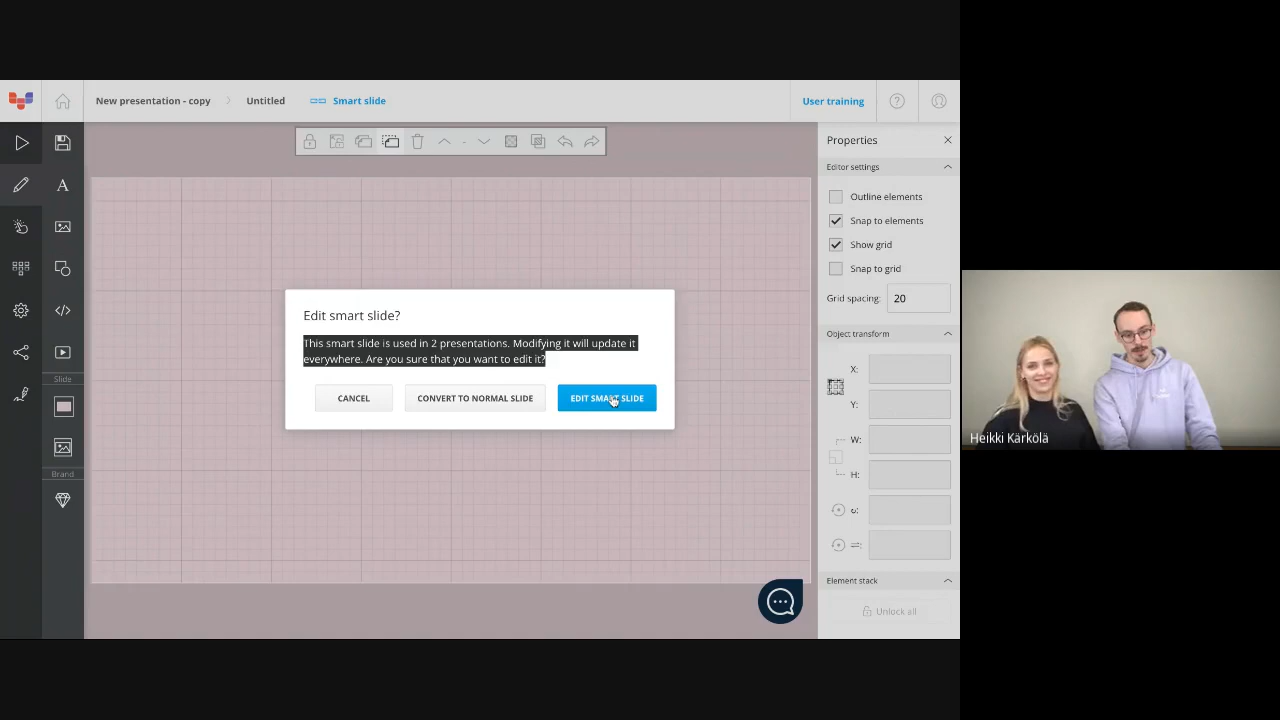 New presentation - copy
Untitled
Smart slide
User training
?
Properties
Editor settings
Outline elements
Snap to elements
Show grid
Snap to grid
Grid spacing: 20
Object transform
X:
Y:
W:
H:
Element stack
Unlock all
A
</>
Slide
Brand
Edit smart slide?
This smart slide is used in 2 presentations. Modifying it will update it
everywhere. Are you sure that you want to edit it?
CANCEL
CONVERT TO NORMAL SLIDE
EDIT SMART SLIDE
Heikki Kärkölä